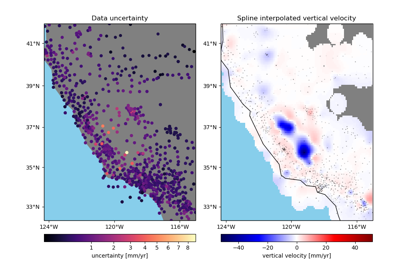 Data uncertainty
Spline interpolated vertical velocity
41°N
39°N
37°N
35°N
33°N
124°W
120°W
116°W
41°N
39°N
37°N
35°N
33°N
124°W
120°W
116°W
0
1
2
3
4
5
6
7
8
uncertainty [mm/yr]
−40
−20
0
20
40
vertical velocity [mm/yr]